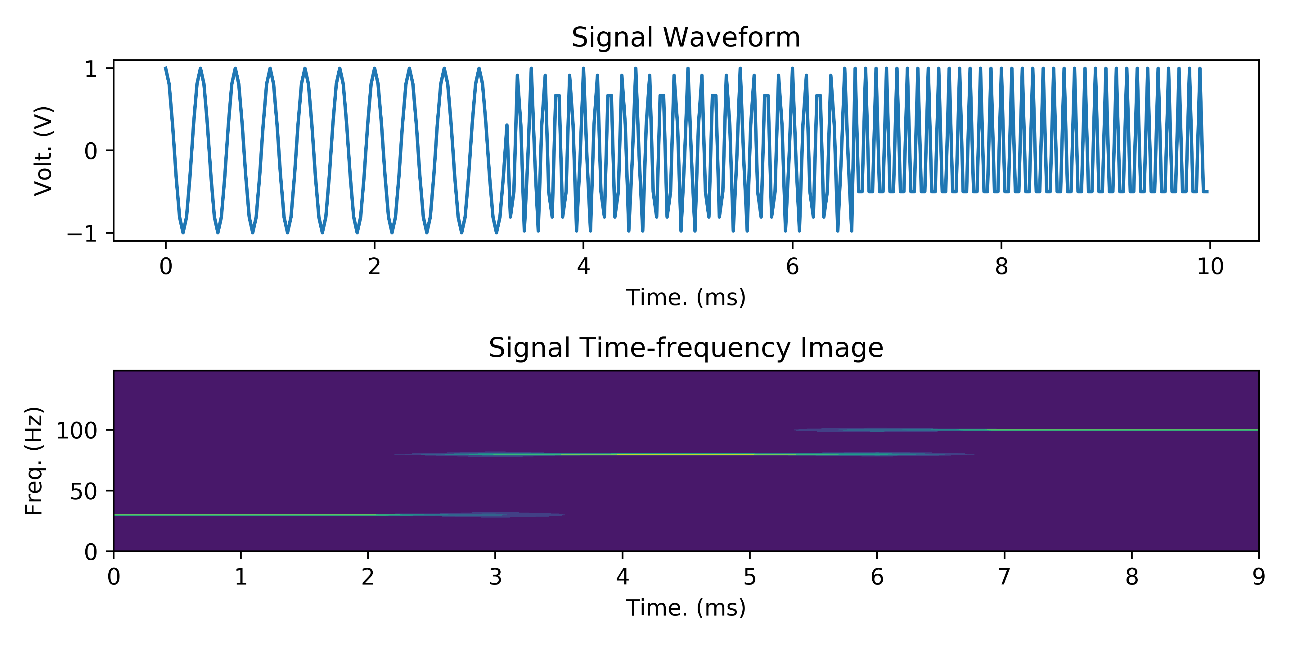 Signal Waveform
1
0
−1
Volt. (V)
0 2 4 6 8 10
Time. (ms)
Signal Time-frequency Image
100
50
0
Freq. (Hz)
0 1 2 3 4 5 6 7 8 9
Time. (ms)